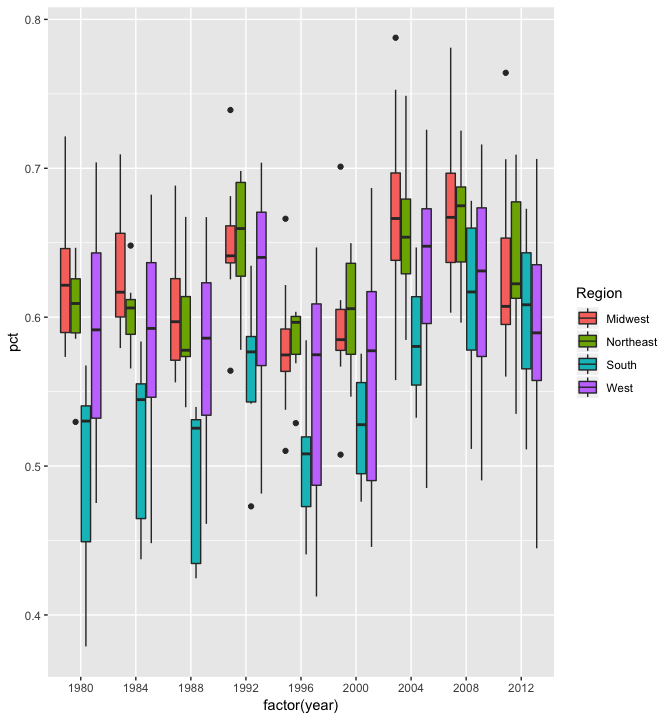 0.8
0.7
0.6
0.5
0.4
pct
1980 1984 1988 1992 1996 2000 2004 2008 2012
factor(year)
Region
Midwest
Northeast
South
West